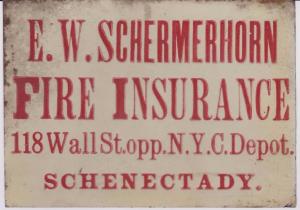 E. W. SCHERMERHORN
FIRE INSURANCE
118 Wall St. opp. N.Y.C. Depot.
SCHENECTADY.